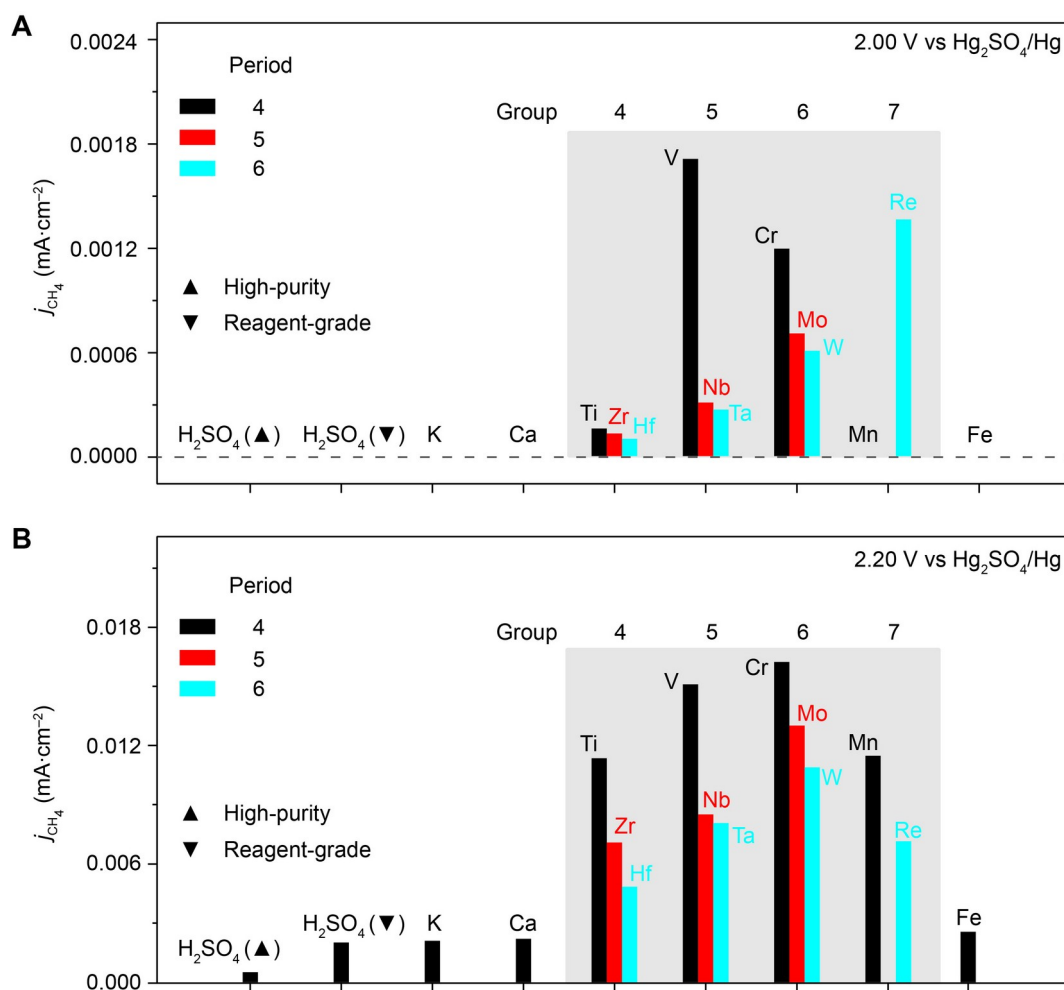 A
2.00 V vs Hg₂SO₄/Hg
0.0024
0.0018
0.0012
0.0006
0.0000
j_CH₄ (mA·cm⁻²)
Period
4
5
6
▲ High-purity
▼ Reagent-grade
Group 4 5 6 7
H₂SO₄ (▲)
H₂SO₄ (▼)
K
Ca
Ti
Zr
Hf
V
Nb
Ta
Cr
Mo
W
Mn
Re
Fe
B
2.20 V vs Hg₂SO₄/Hg
0.018
0.012
0.006
0.000
j_CH₄ (mA·cm⁻²)
Period
4
5
6
▲ High-purity
▼ Reagent-grade
Group 4 5 6 7
H₂SO₄ (▲)
H₂SO₄ (▼)
K
Ca
Ti
Zr
Hf
V
Nb
Ta
Cr
Mo
W
Mn
Re
Fe